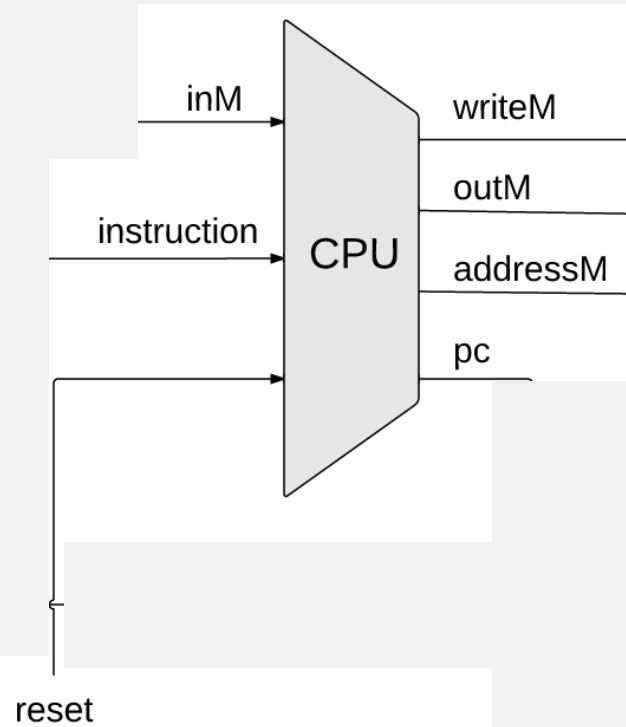 inM
writeM
outM
instruction
CPU
addressM
pc
reset